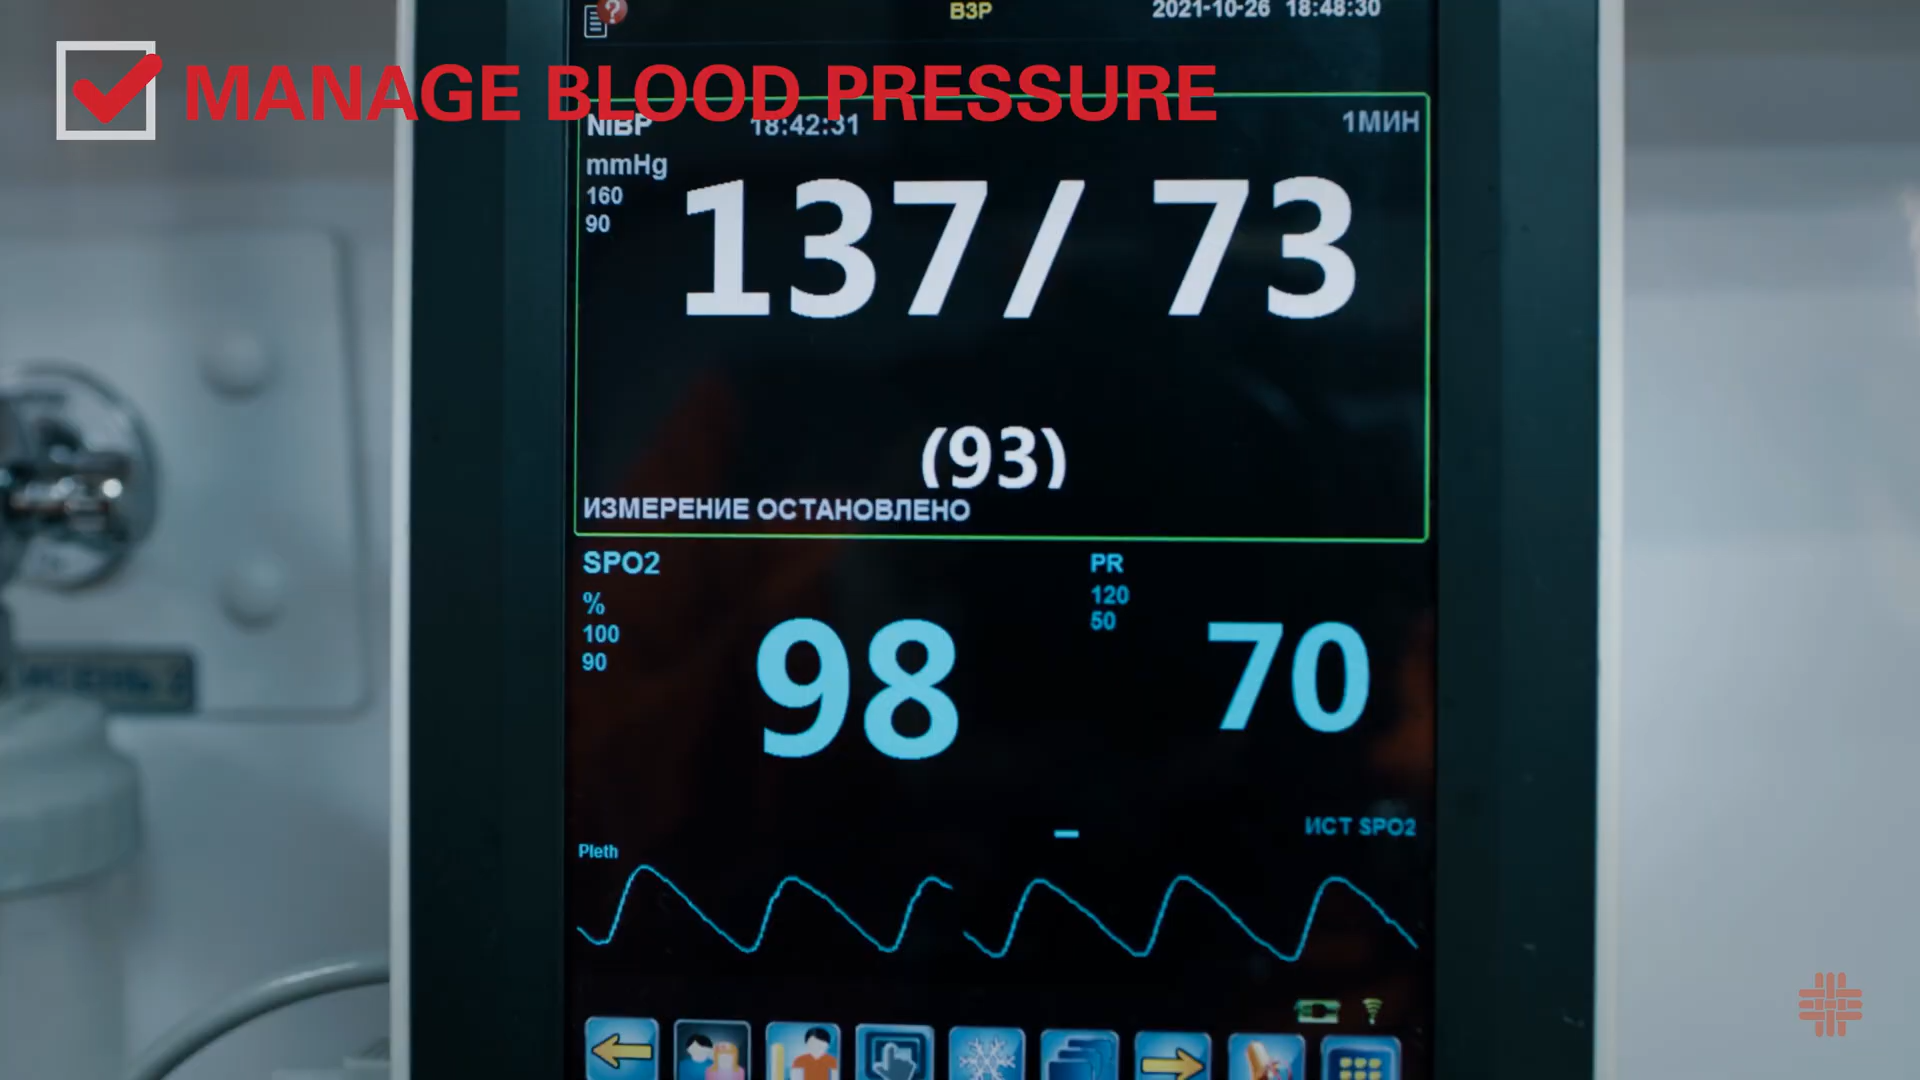 ВЗР 2021-10-26 18:48:30
MANAGE BLOOD PRESSURE
NIBP 18:42:31 1МИН
mmHg
160
90
137/ 73
(93)
ИЗМЕРЕНИЕ ОСТАНОВЛЕНО
SPO2 PR
% 120
100 50
90
98 70
ИСТ SPO2
Pleth